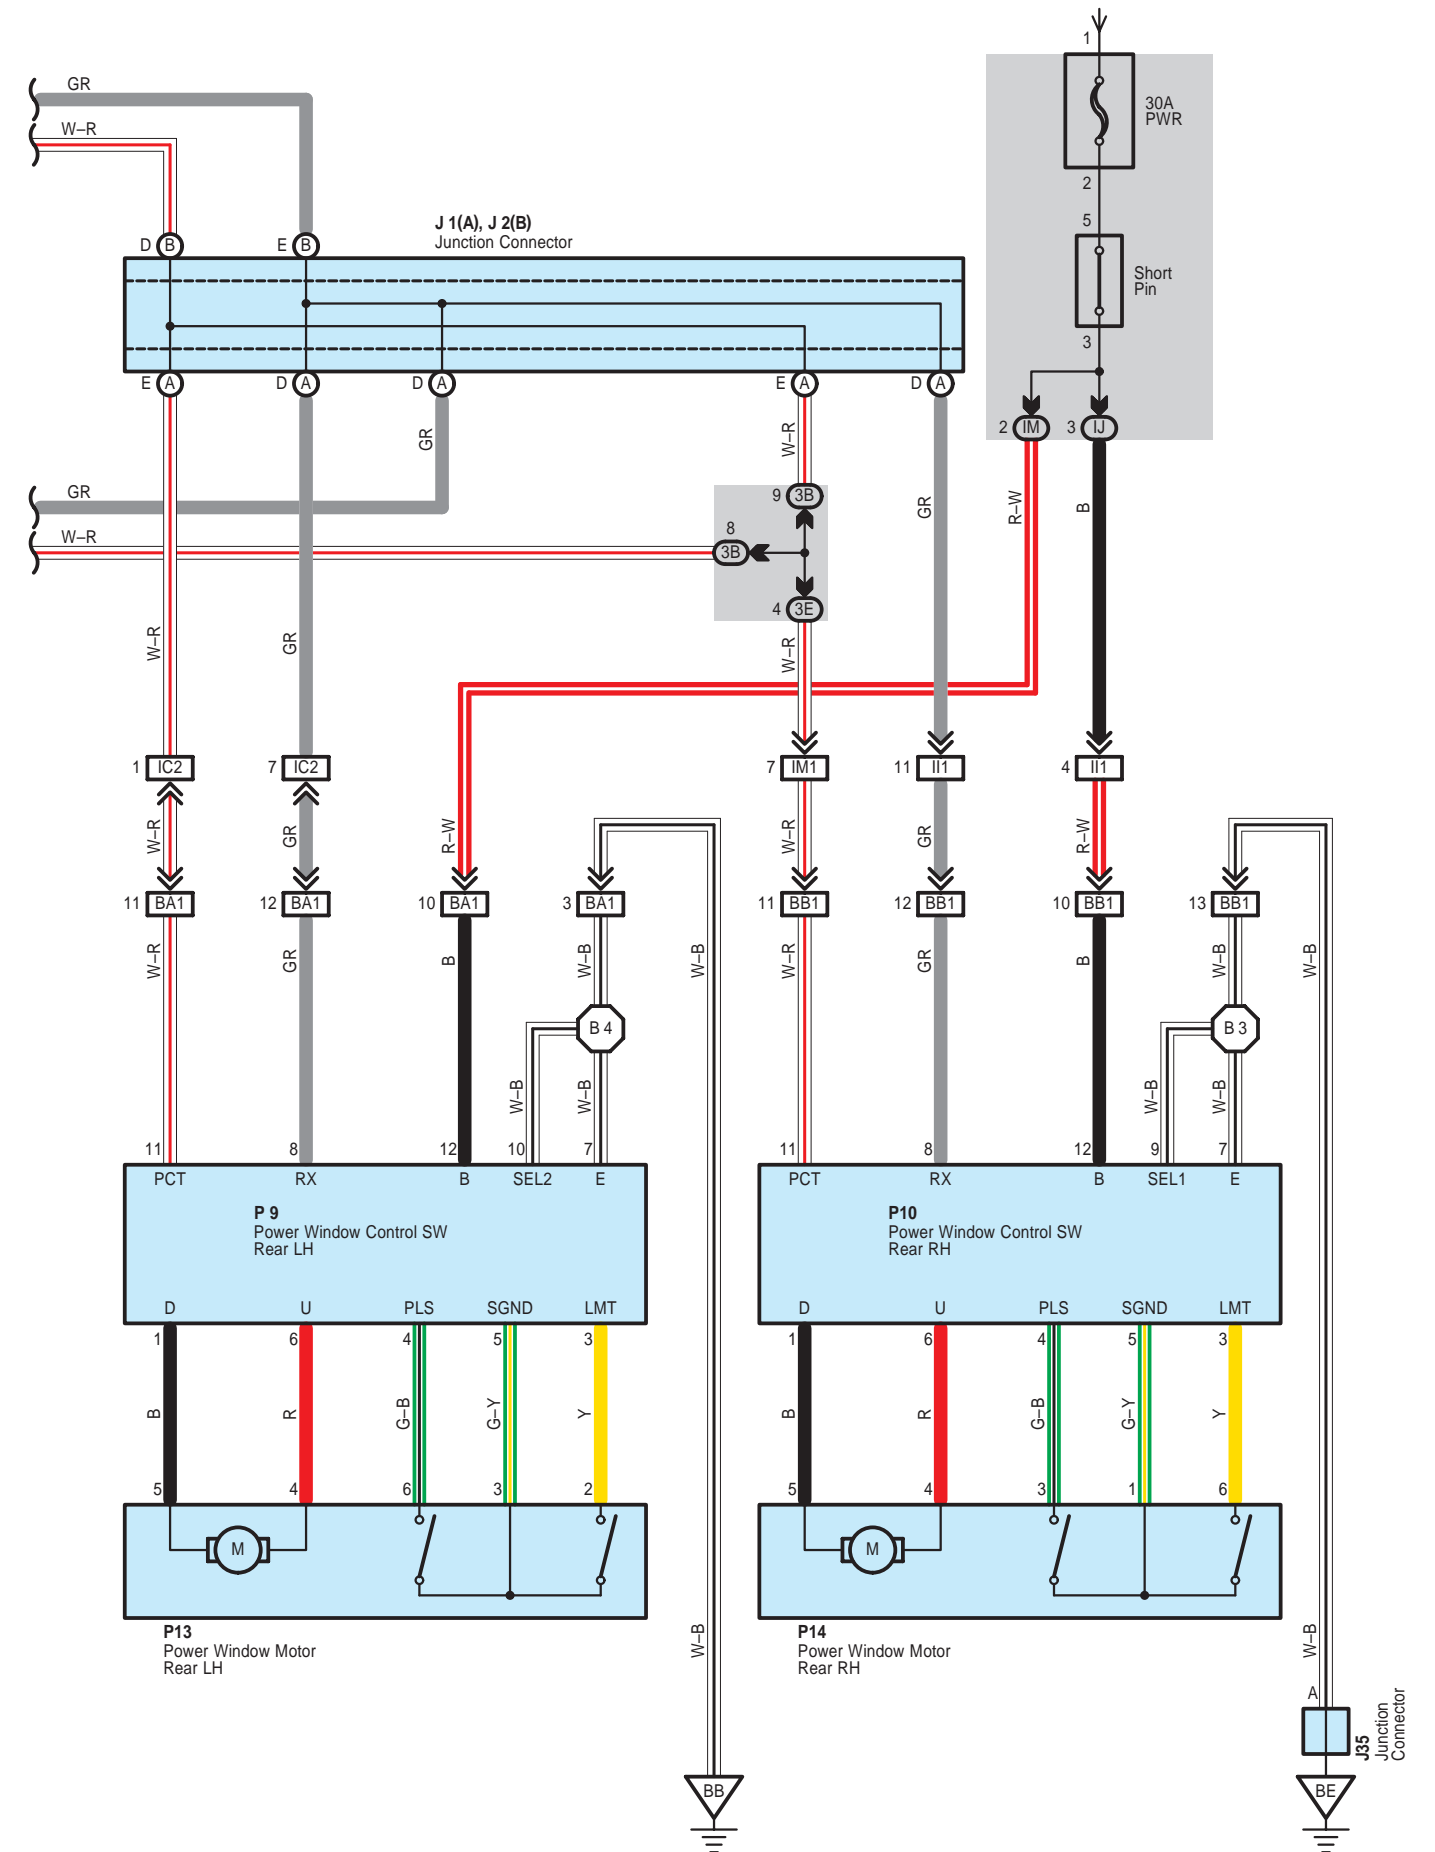 1
GR
30A
PWR
W–R
2
5
J 1(A), J 2(B)
Junction Connector
D B
E B
Short
Pin
3
E A
D A
D A
E A
D A
2 IM
3 IJ
GR
W–R
GR
9 3B
GR
R–W
B
W–R
8
3B
4 3E
W–R
GR
W–R
1 IC2
7 IC2
7 IM1
11 II1
4 II1
W–R
GR
R–W
W–R
GR
R–W
11 BA1
12 BA1
10 BA1
3 BA1
11 BB1
12 BB1
10 BB1
13 BB1
W–R
GR
B
W–B
W–B
W–R
GR
B
W–B
W–B
B 4
B 3
W–B
W–B
W–B
W–B
11
8
12
10
7
11
8
12
9
7
PCT
RX
B
SEL2
E
PCT
RX
B
SEL1
E
P 9
Power Window Control SW
Rear LH
P10
Power Window Control SW
Rear RH
D
U
PLS
SGND
LMT
D
U
PLS
SGND
LMT
1
6
4
5
3
1
6
4
5
3
B
R
G–B
G–Y
Y
B
R
G–B
G–Y
Y
5
4
6
3
2
5
4
3
1
6
M
M
P13
Power Window Motor
Rear LH
W–B
P14
Power Window Motor
Rear RH
W–B
A
J35
Junction
Connector
BB
BE